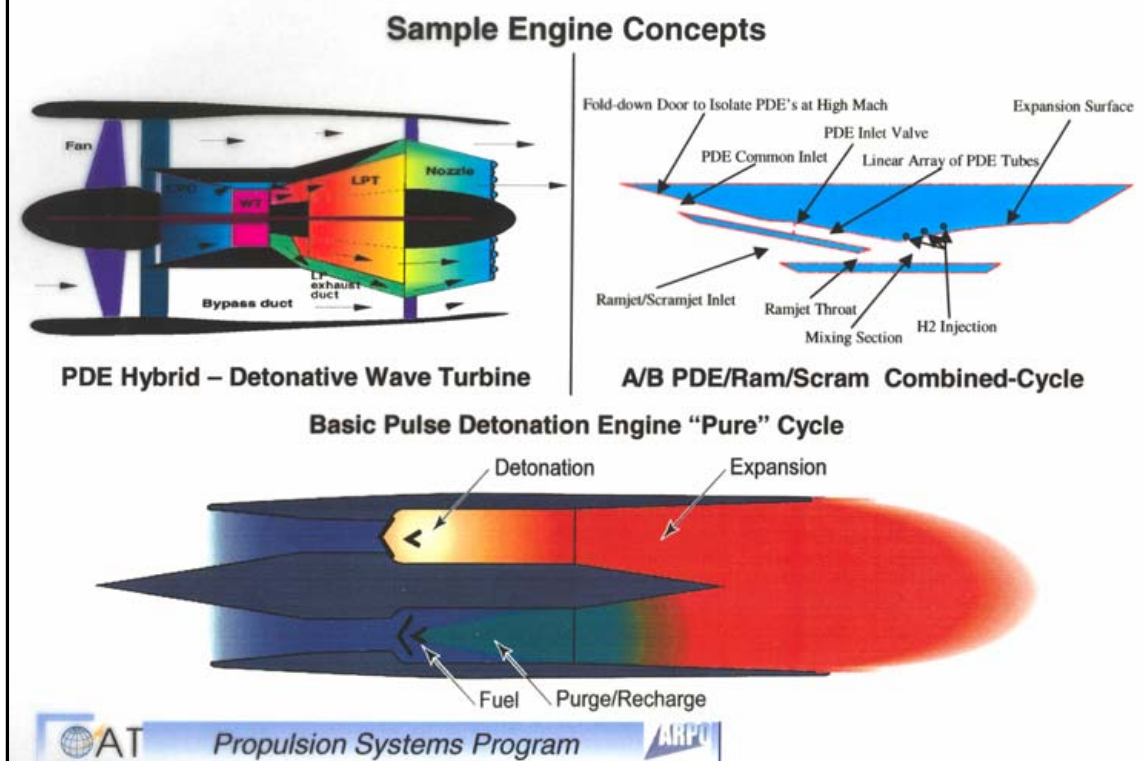 Sample Engine Concepts
Fan
WT
LPT
Nozzle
LP
exhaust
duct
Bypass duct
PDE Hybrid – Detonative Wave Turbine
Fold-down Door to Isolate PDE's at High Mach
Expansion Surface
PDE Inlet Valve
PDE Common Inlet
Linear Array of PDE Tubes
Ramjet/Scramjet Inlet
Ramjet Throat
H2 Injection
Mixing Section
A/B PDE/Ram/Scram Combined-Cycle
Basic Pulse Detonation Engine "Pure" Cycle
Detonation
Expansion
Fuel
Purge/Recharge
AT
Propulsion Systems Program
ARPO